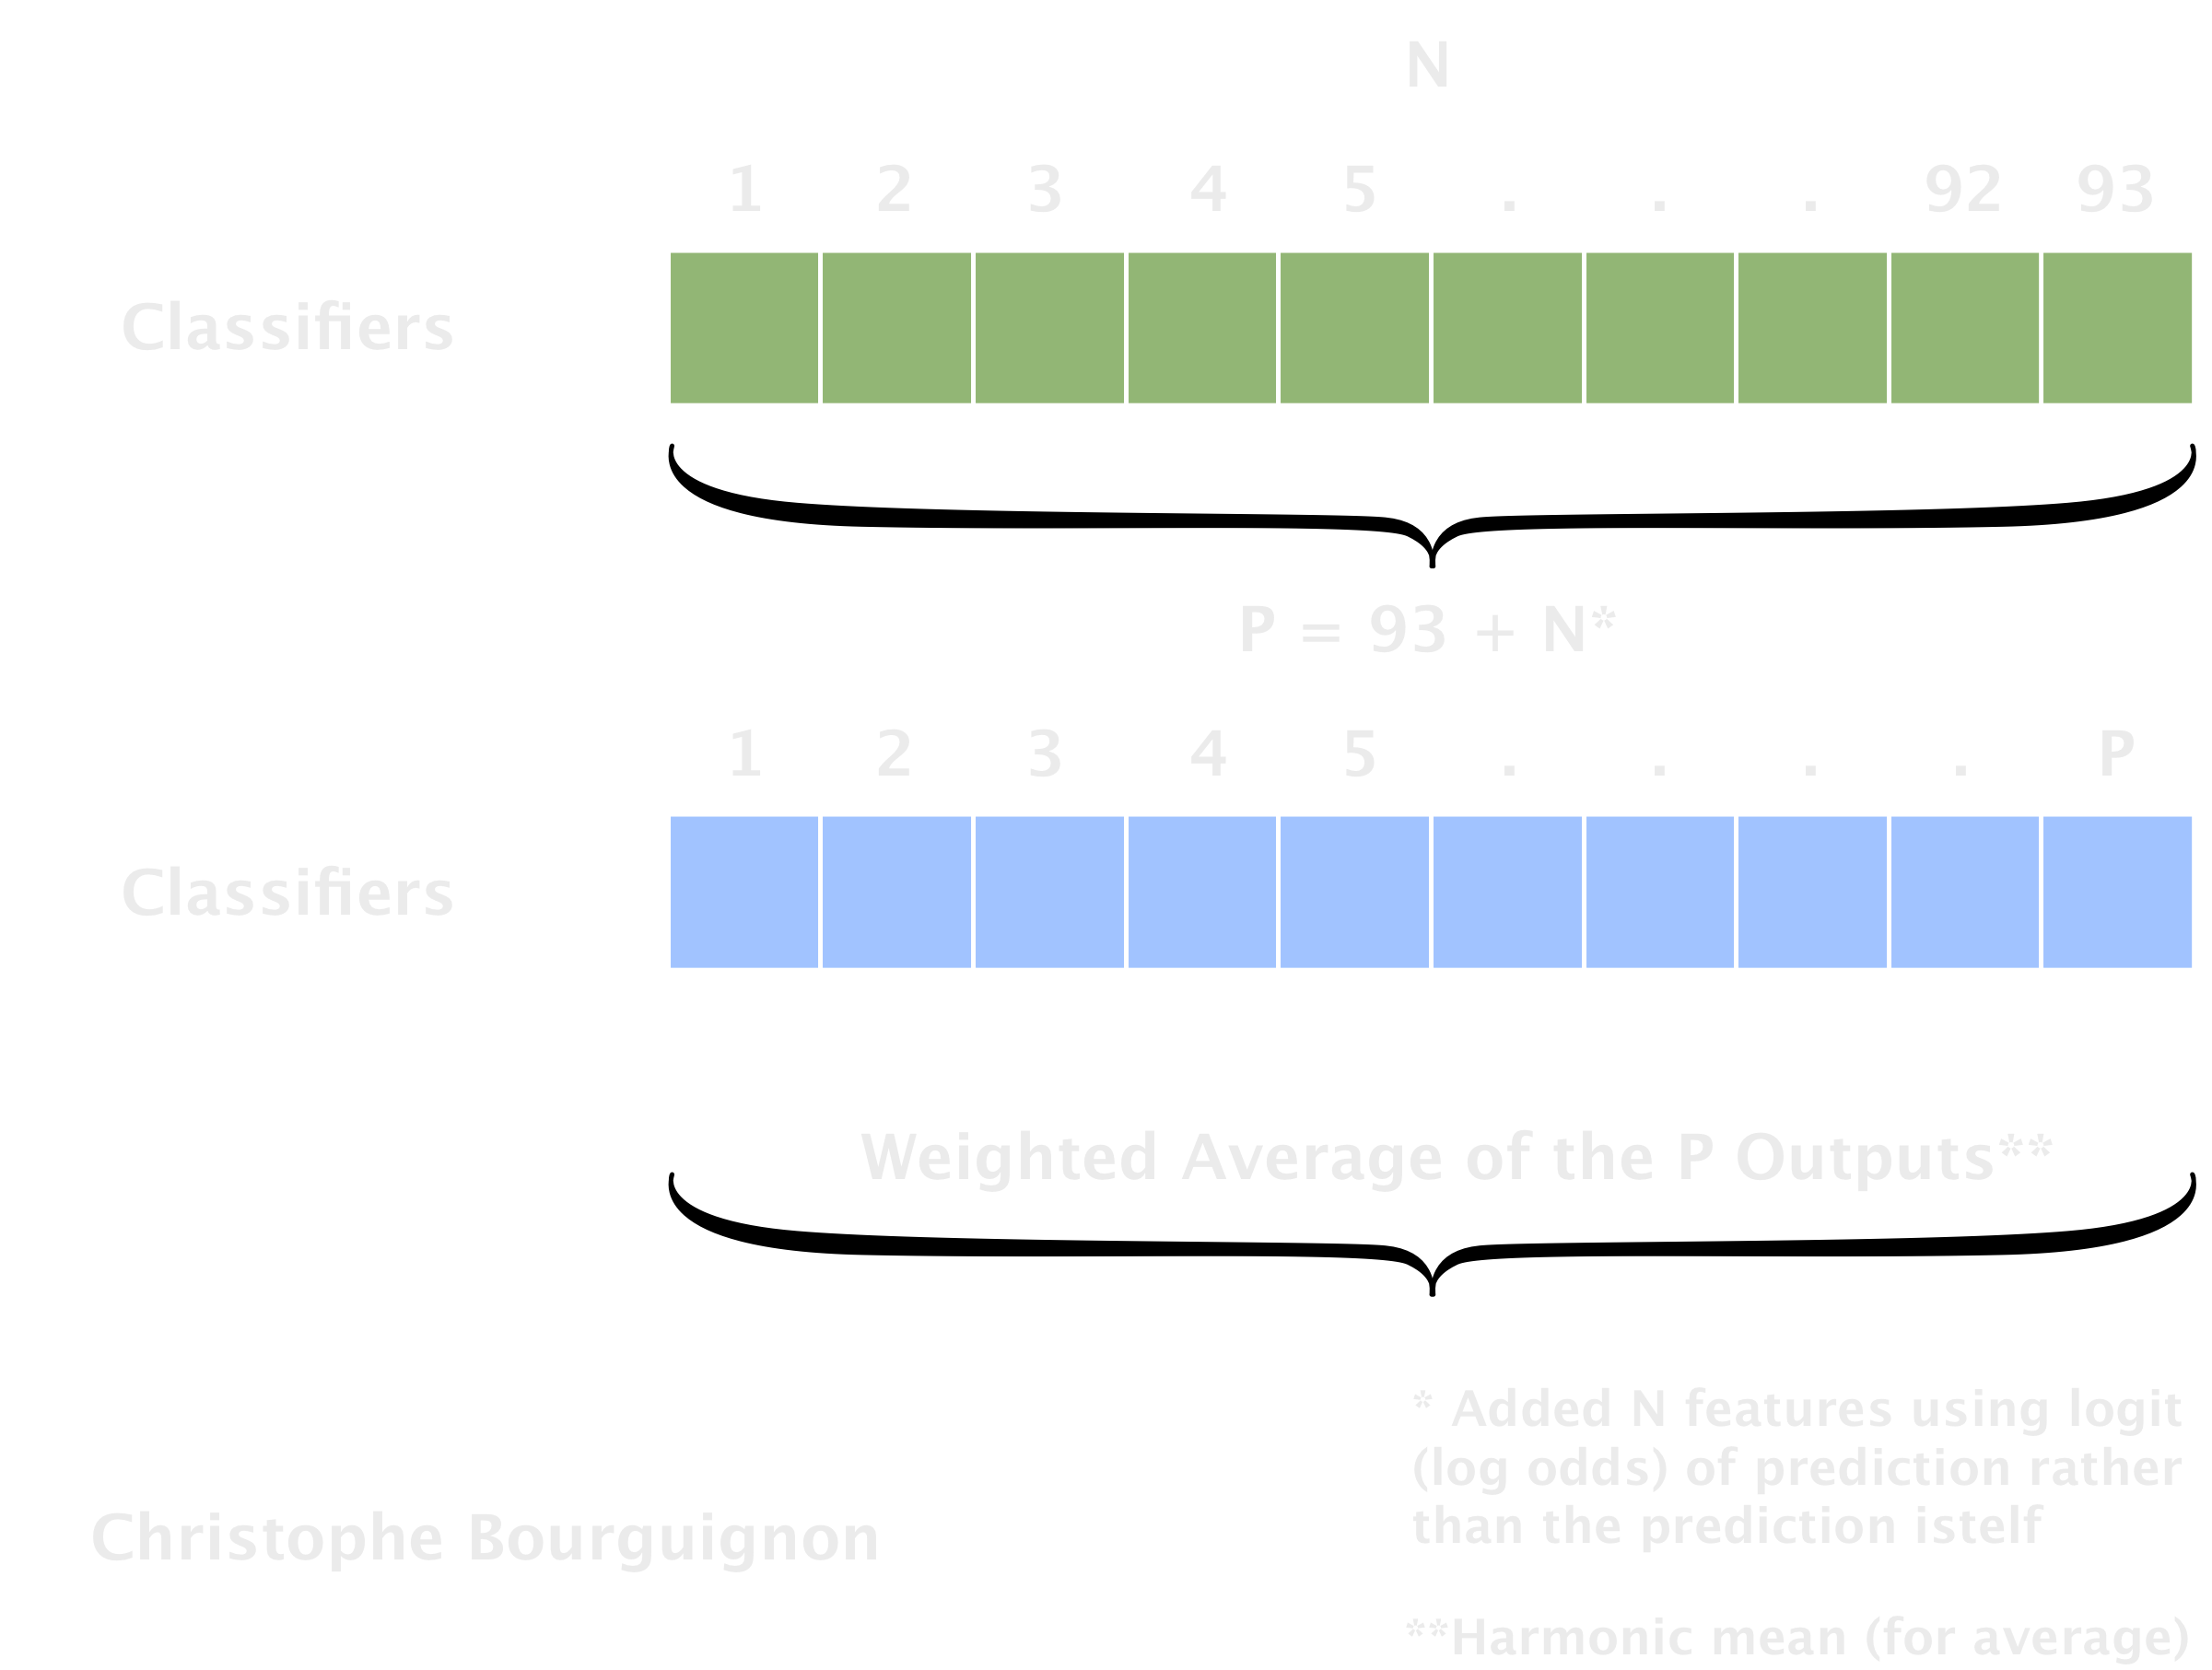 N
1 2 3 4 5 . . . 92 93
Classifiers
P = 93 + N*
1 2 3 4 5 . . . . P
Classifiers
Weighted Average of the P Outputs**
* Added N features using logit
(log odds) of prediction rather
than the prediction itself
Christophe Bourguignon
**Harmonic mean (for average)